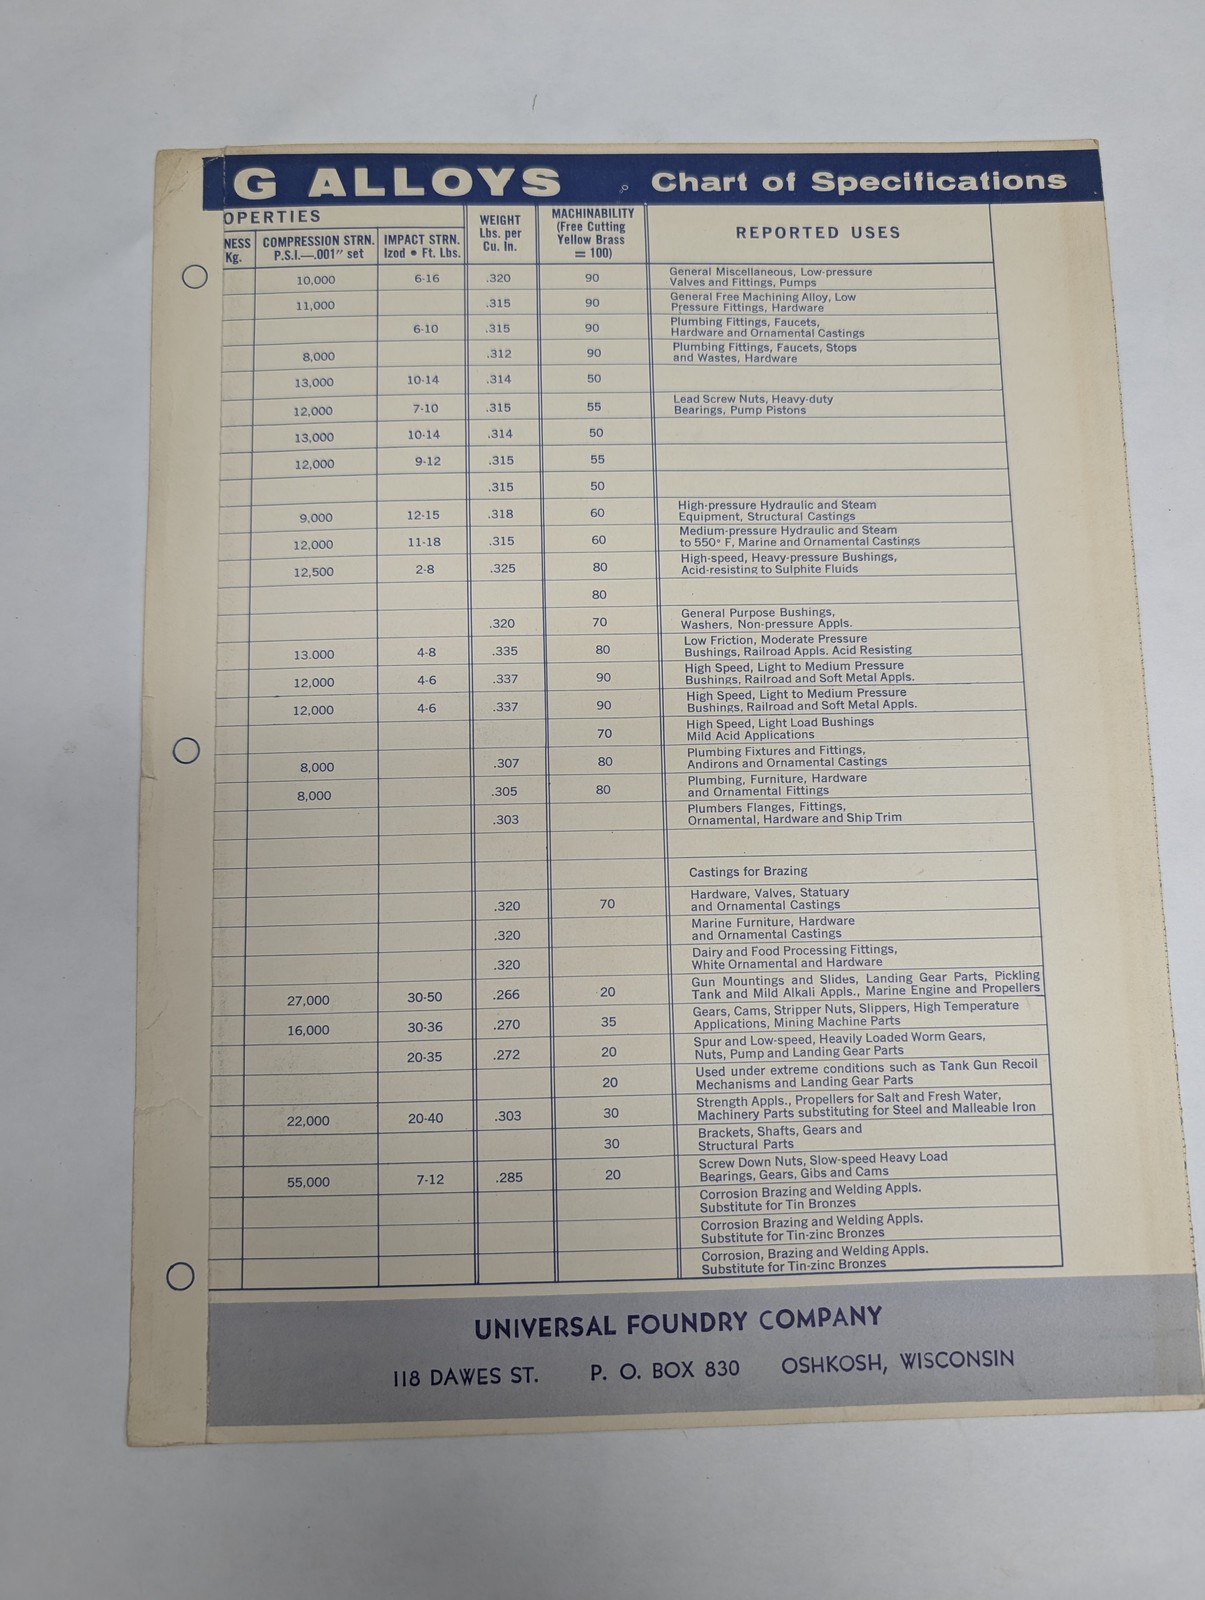 G ALLOYS Chart of Specifications
OPERTIES
NESS
Kg.
COMPRESSION STRN.
P.S.I.—.001" set
IMPACT STRN.
Izod • Ft. Lbs.
WEIGHT
Lbs. per
Cu. In.
MACHINABILITY
(Free Cutting
Yellow Brass
= 100)
REPORTED USES
10,000 6-16 .320 90 General Miscellaneous, Low-pressure
Valves and Fittings, Pumps
11,000 .315 90 General Free Machining Alloy, Low
Pressure Fittings, Hardware
6-10 .315 90 Plumbing Fittings, Faucets,
Hardware and Ornamental Castings
8,000 .312 90 Plumbing Fittings, Faucets, Stops
and Wastes, Hardware
13,000 10-14 .314 50
12,000 7-10 .315 55 Lead Screw Nuts, Heavy-duty
Bearings, Pump Pistons
13,000 10-14 .314 50
12,000 9-12 .315 55
.315 50
9,000 12-15 .318 60 High-pressure Hydraulic and Steam
Equipment, Structural Castings
12,000 11-18 .315 60 Medium-pressure Hydraulic and Steam
to 550° F, Marine and Ornamental Castings
12,500 2-8 .325 80 High-speed, Heavy-pressure Bushings,
Acid-resisting to Sulphite Fluids
80
.320 70 General Purpose Bushings,
Washers, Non-pressure Appls.
13.000 4-8 .335 80 Low Friction, Moderate Pressure
Bushings, Railroad Appls. Acid Resisting
12,000 4-6 .337 90 High Speed, Light to Medium Pressure
Bushings, Railroad and Soft Metal Appls.
12,000 4-6 .337 90 High Speed, Light to Medium Pressure
Bushings, Railroad and Soft Metal Appls.
70 High Speed, Light Load Bushings
Mild Acid Applications
8,000 .307 80 Plumbing Fixtures and Fittings,
Andirons and Ornamental Castings
8,000 .305 80 Plumbing, Furniture, Hardware
and Ornamental Fittings
.303 Plumbers Flanges, Fittings,
Ornamental, Hardware and Ship Trim
Castings for Brazing
.320 70 Hardware, Valves, Statuary
and Ornamental Castings
.320 Marine Furniture, Hardware
and Ornamental Castings
.320 Dairy and Food Processing Fittings,
White Ornamental and Hardware
27,000 30-50 .266 20 Gun Mountings and Slides, Landing Gear Parts, Pickling
Tank and Mild Alkali Appls., Marine Engine and Propellers
16,000 30-36 .270 35 Gears, Cams, Stripper Nuts, Slippers, High Temperature
Applications, Mining Machine Parts
20-35 .272 20 Spur and Low-speed, Heavily Loaded Worm Gears,
Nuts, Pump and Landing Gear Parts
20 Used under extreme conditions such as Tank Gun Recoil
Mechanisms and Landing Gear Parts
22,000 20-40 .303 30 Strength Appls., Propellers for Salt and Fresh Water,
Machinery Parts substituting for Steel and Malleable Iron
30 Brackets, Shafts, Gears and
Structural Parts
55,000 7-12 .285 20 Screw Down Nuts, Slow-speed Heavy Load
Bearings, Gears, Gibs and Cams
Corrosion Brazing and Welding Appls.
Substitute for Tin Bronzes
Corrosion Brazing and Welding Appls.
Substitute for Tin-zinc Bronzes
Corrosion, Brazing and Welding Appls.
Substitute for Tin-zinc Bronzes
UNIVERSAL FOUNDRY COMPANY
118 DAWES ST. P. O. BOX 830 OSHKOSH, WISCONSIN